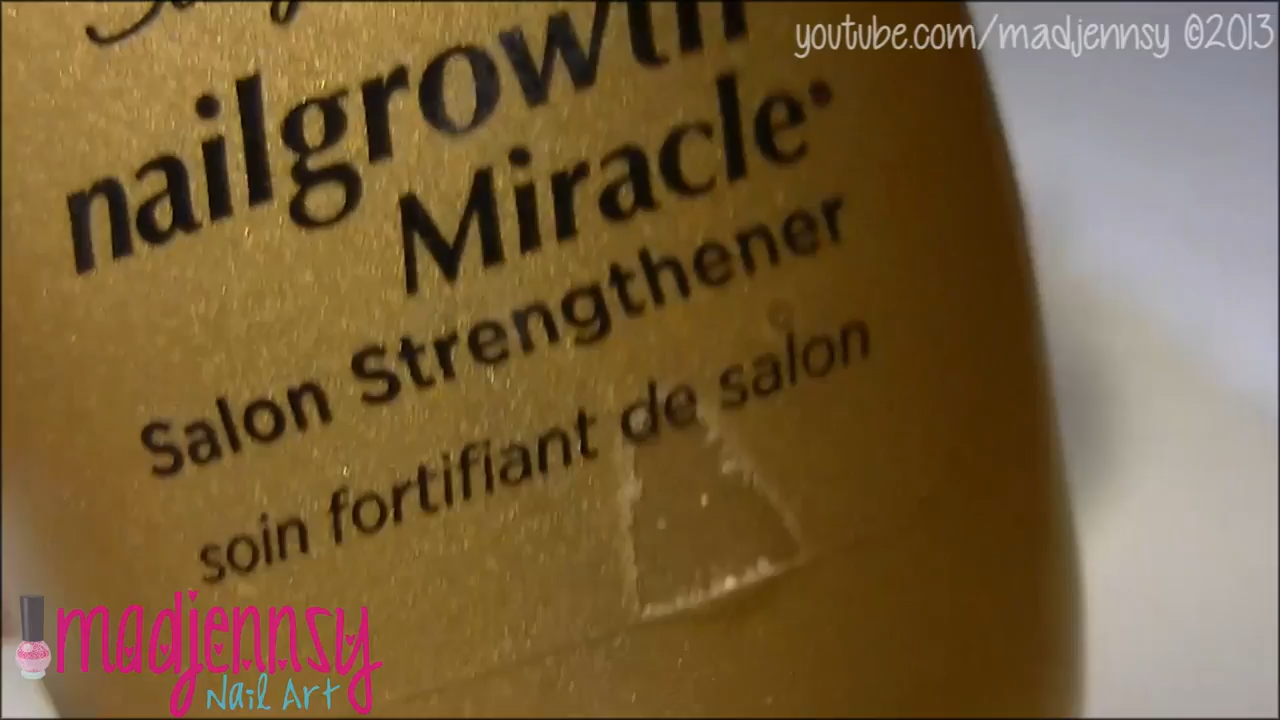 youtube.com/madjennsy ©2013
nailgrowth
Miracle
Salon Strengthener
soin fortifiant de salon
madjennsy
Nail Art